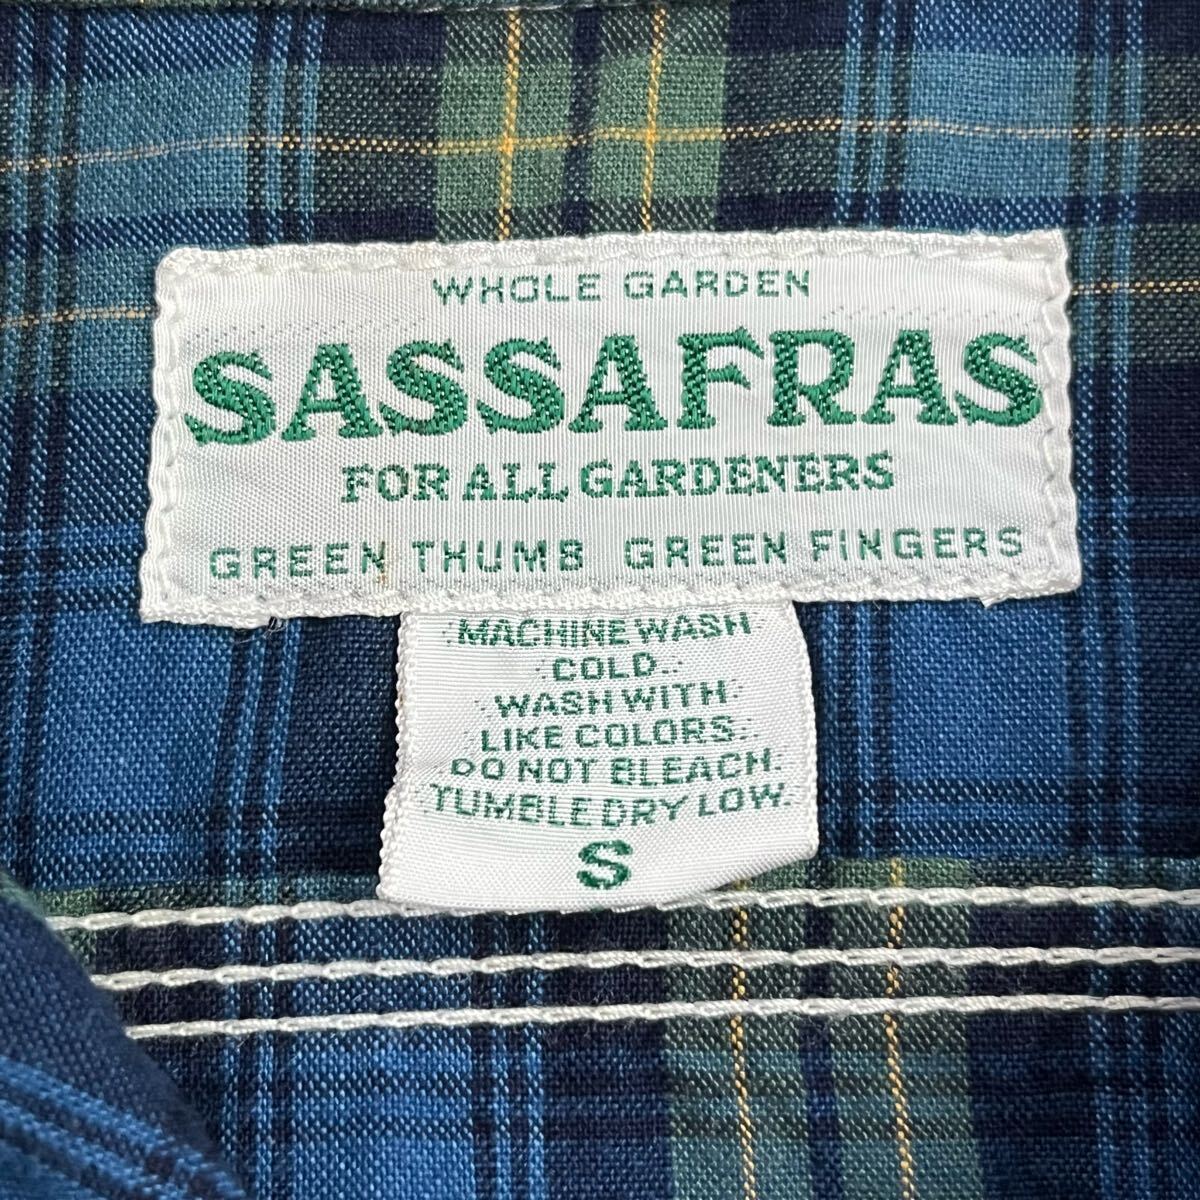 WHOLE GARDEN
SASSAFRAS
FOR ALL GARDENERS
GREEN THUMB GREEN FINGERS
MACHINE WASH
COLD.
WASH WITH
LIKE COLORS.
DO NOT BLEACH.
TUMBLE DRY LOW.
S